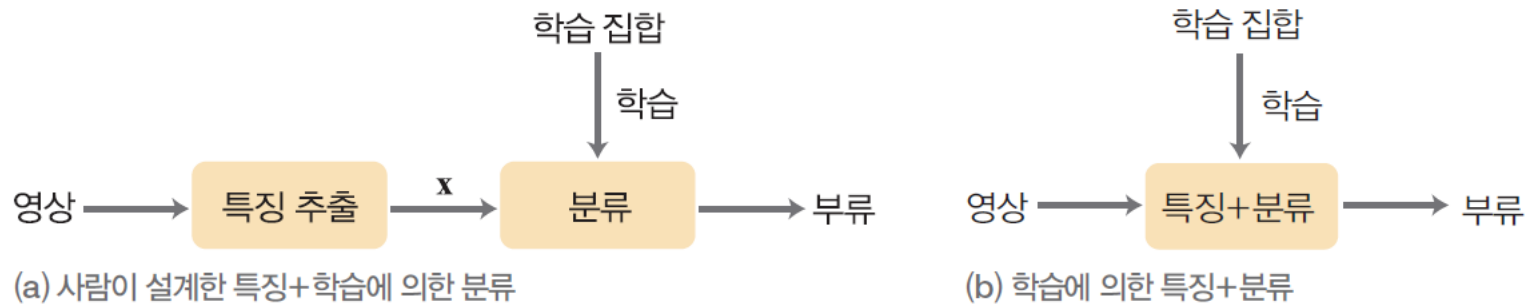 학습 집합
학습
영상
특징 추출
x
분류
부류
(a) 사람이 설계한 특징+학습에 의한 분류
학습 집합
학습
영상
특징+분류
부류
(b) 학습에 의한 특징+분류